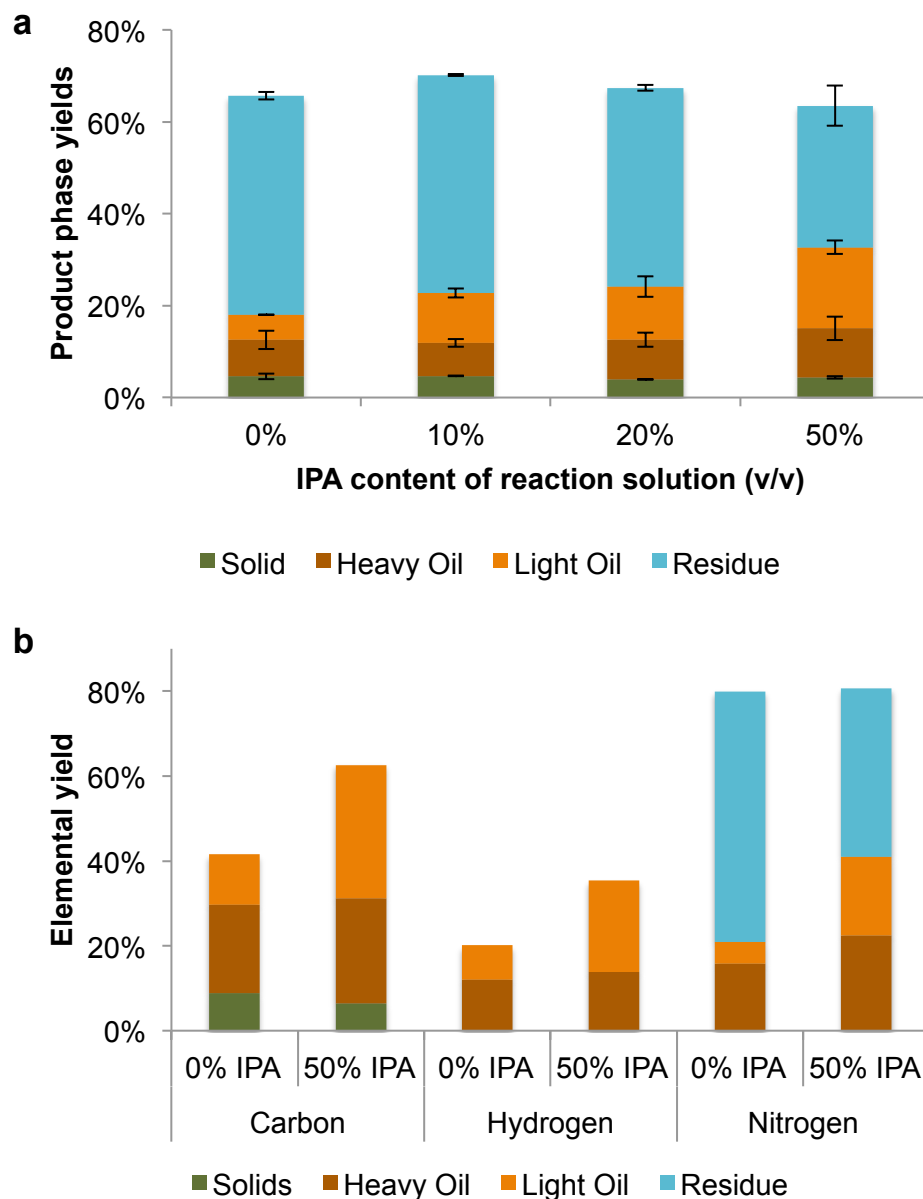 a
80%
60%
40%
20%
0%
Product phase yields
0% 10% 20% 50%
IPA content of reaction solution (v/v)
Solid Heavy Oil Light Oil Residue
b
80%
60%
40%
20%
0%
Elemental yield
0% IPA 50% IPA 0% IPA 50% IPA 0% IPA 50% IPA
Carbon Hydrogen Nitrogen
Solids Heavy Oil Light Oil Residue